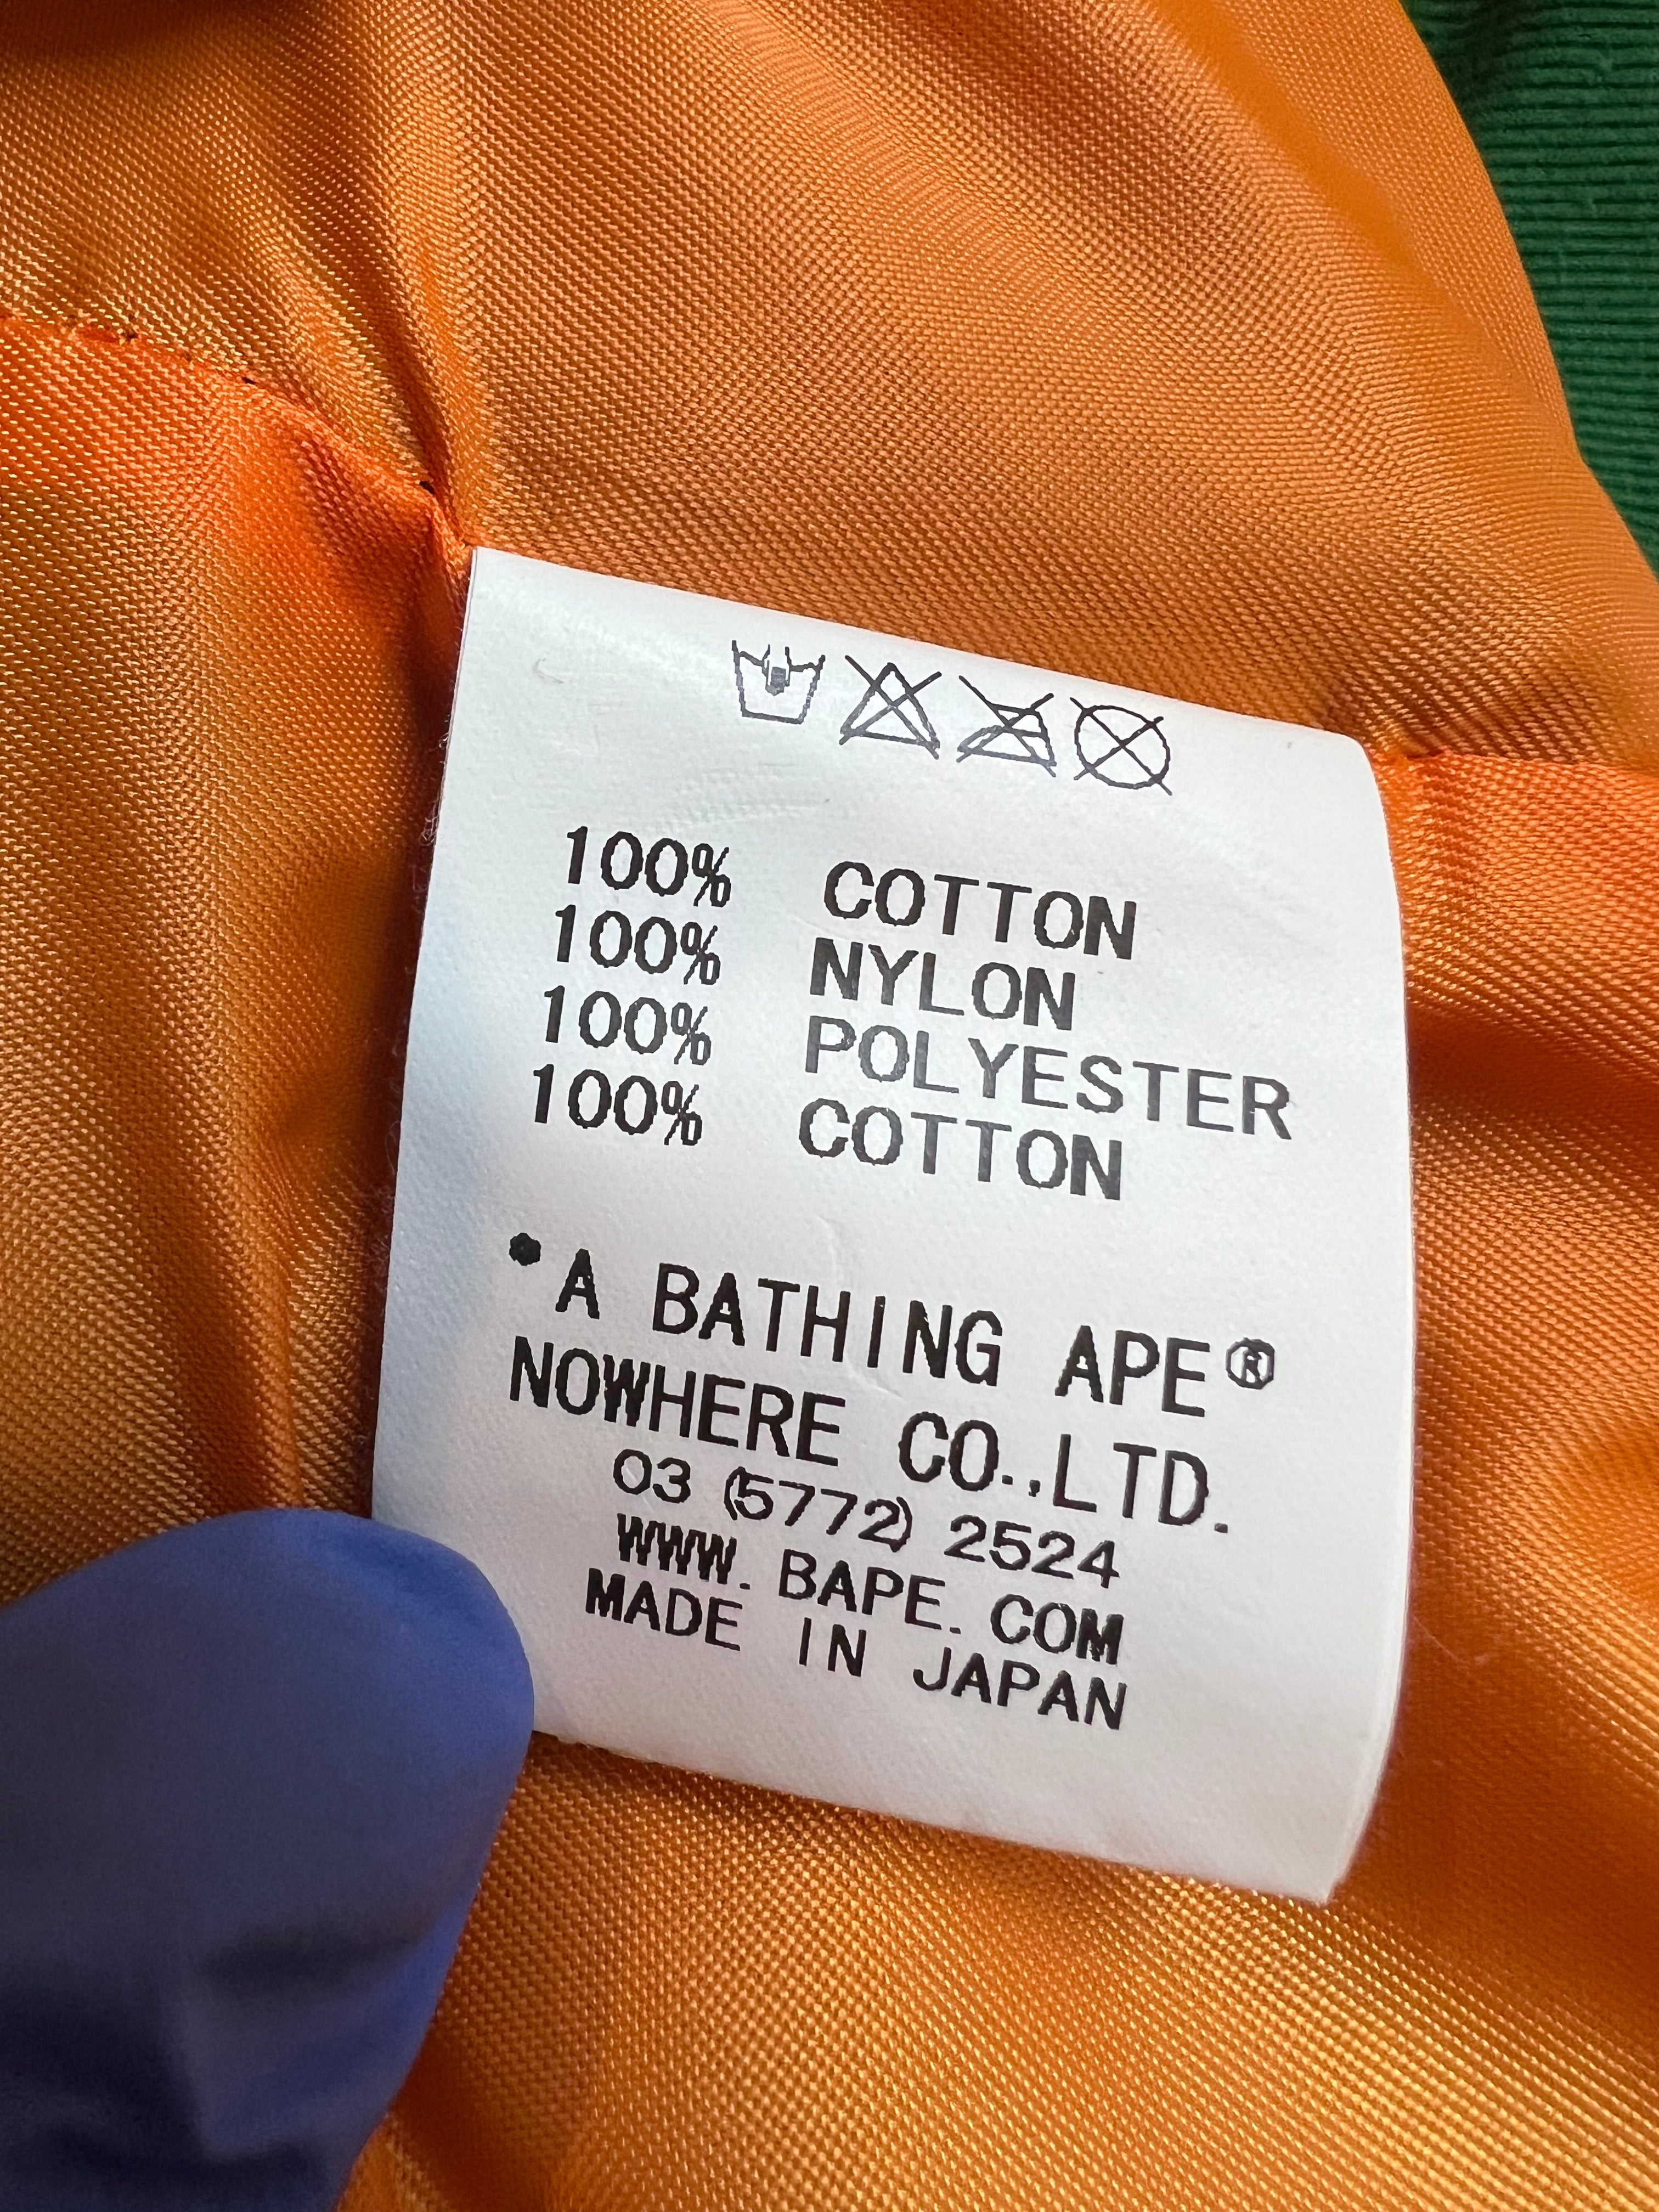 100% COTTON
100% NYLON
100% POLYESTER
100% COTTON
•A BATHING APE®
NOWHERE CO.,LTD.
03 (5772) 2524
WWW. BAPE. COM
MADE IN JAPAN